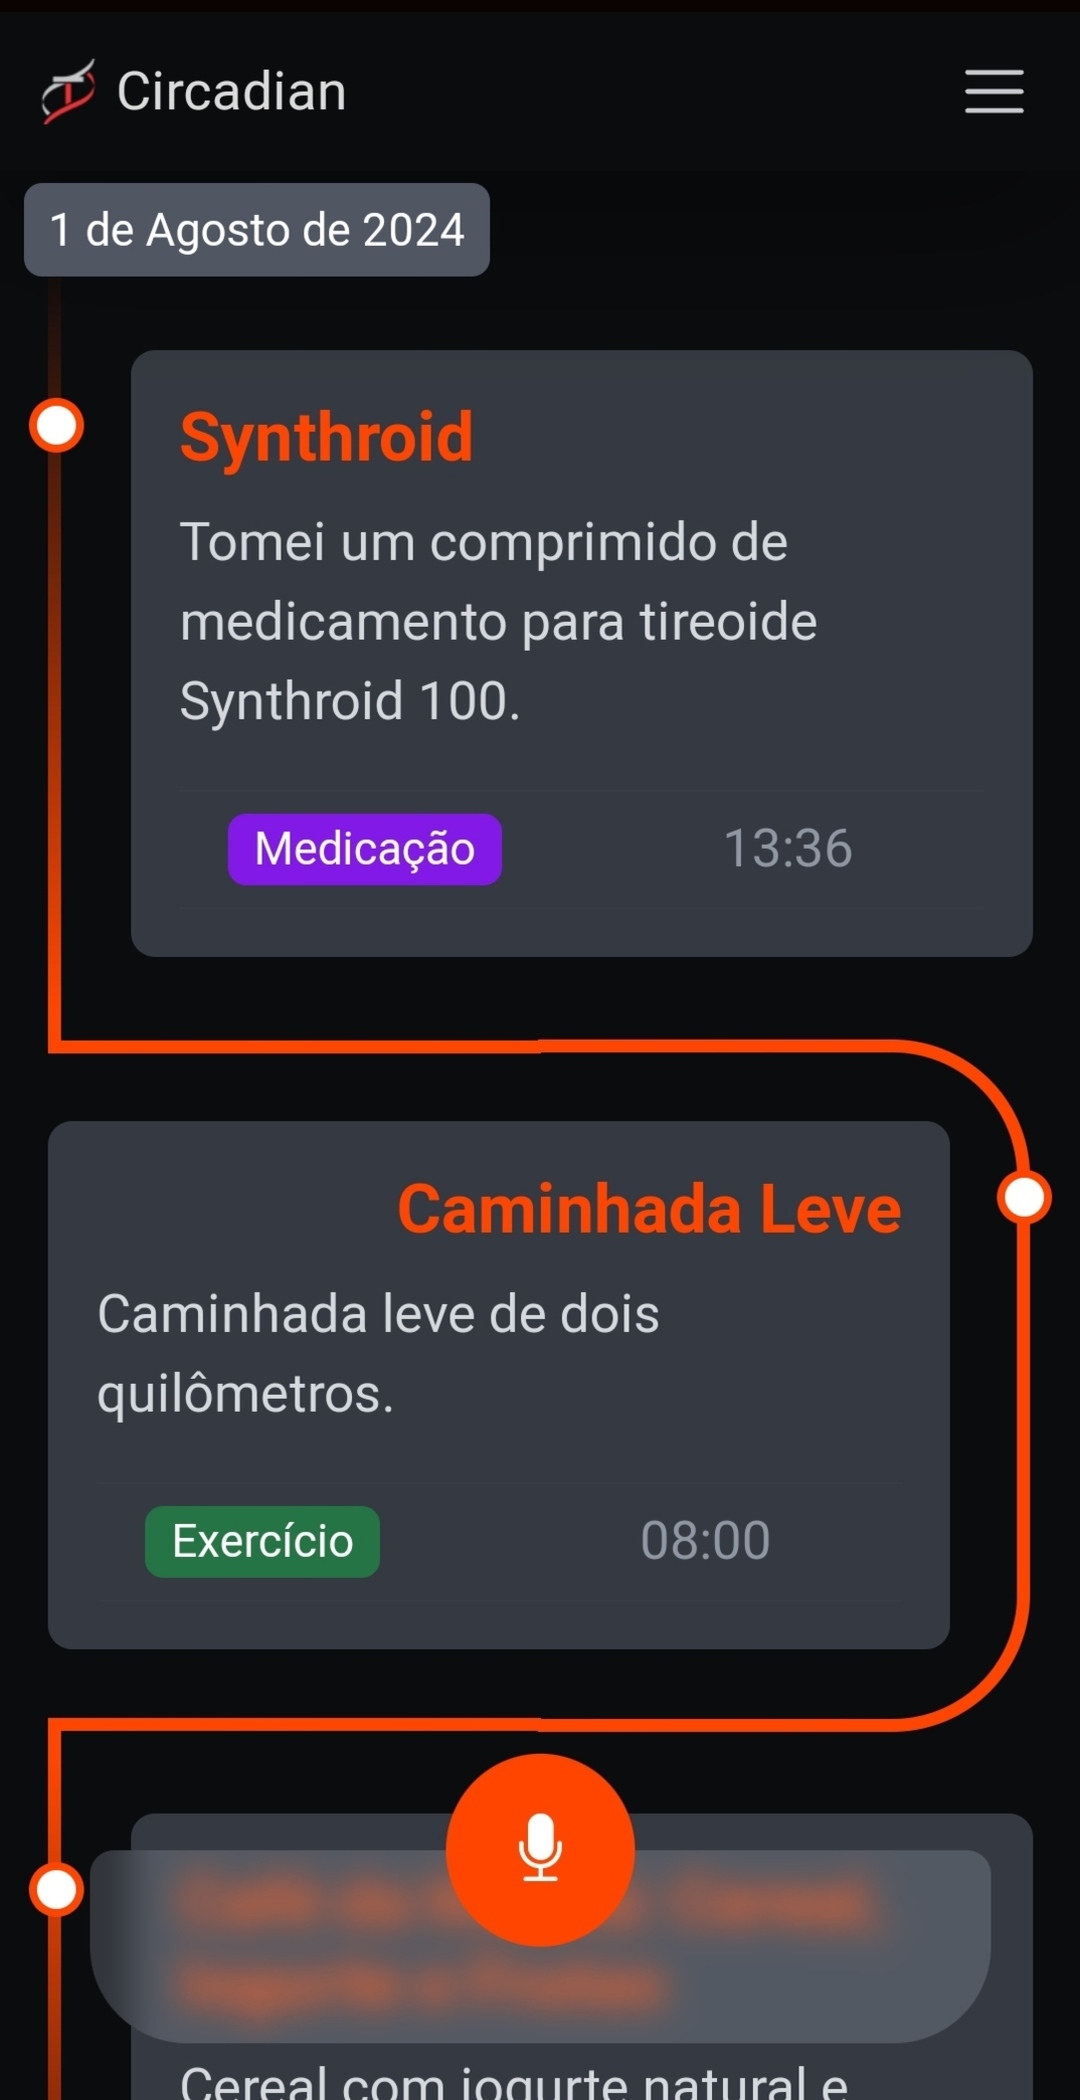 Circadian
1 de Agosto de 2024
Synthroid
Tomei um comprimido de
medicamento para tireoide
Synthroid 100.
Medicação
13:36
Caminhada Leve
Caminhada leve de dois
quilômetros.
Exercício
08:00
Cereal com iogurte natural e